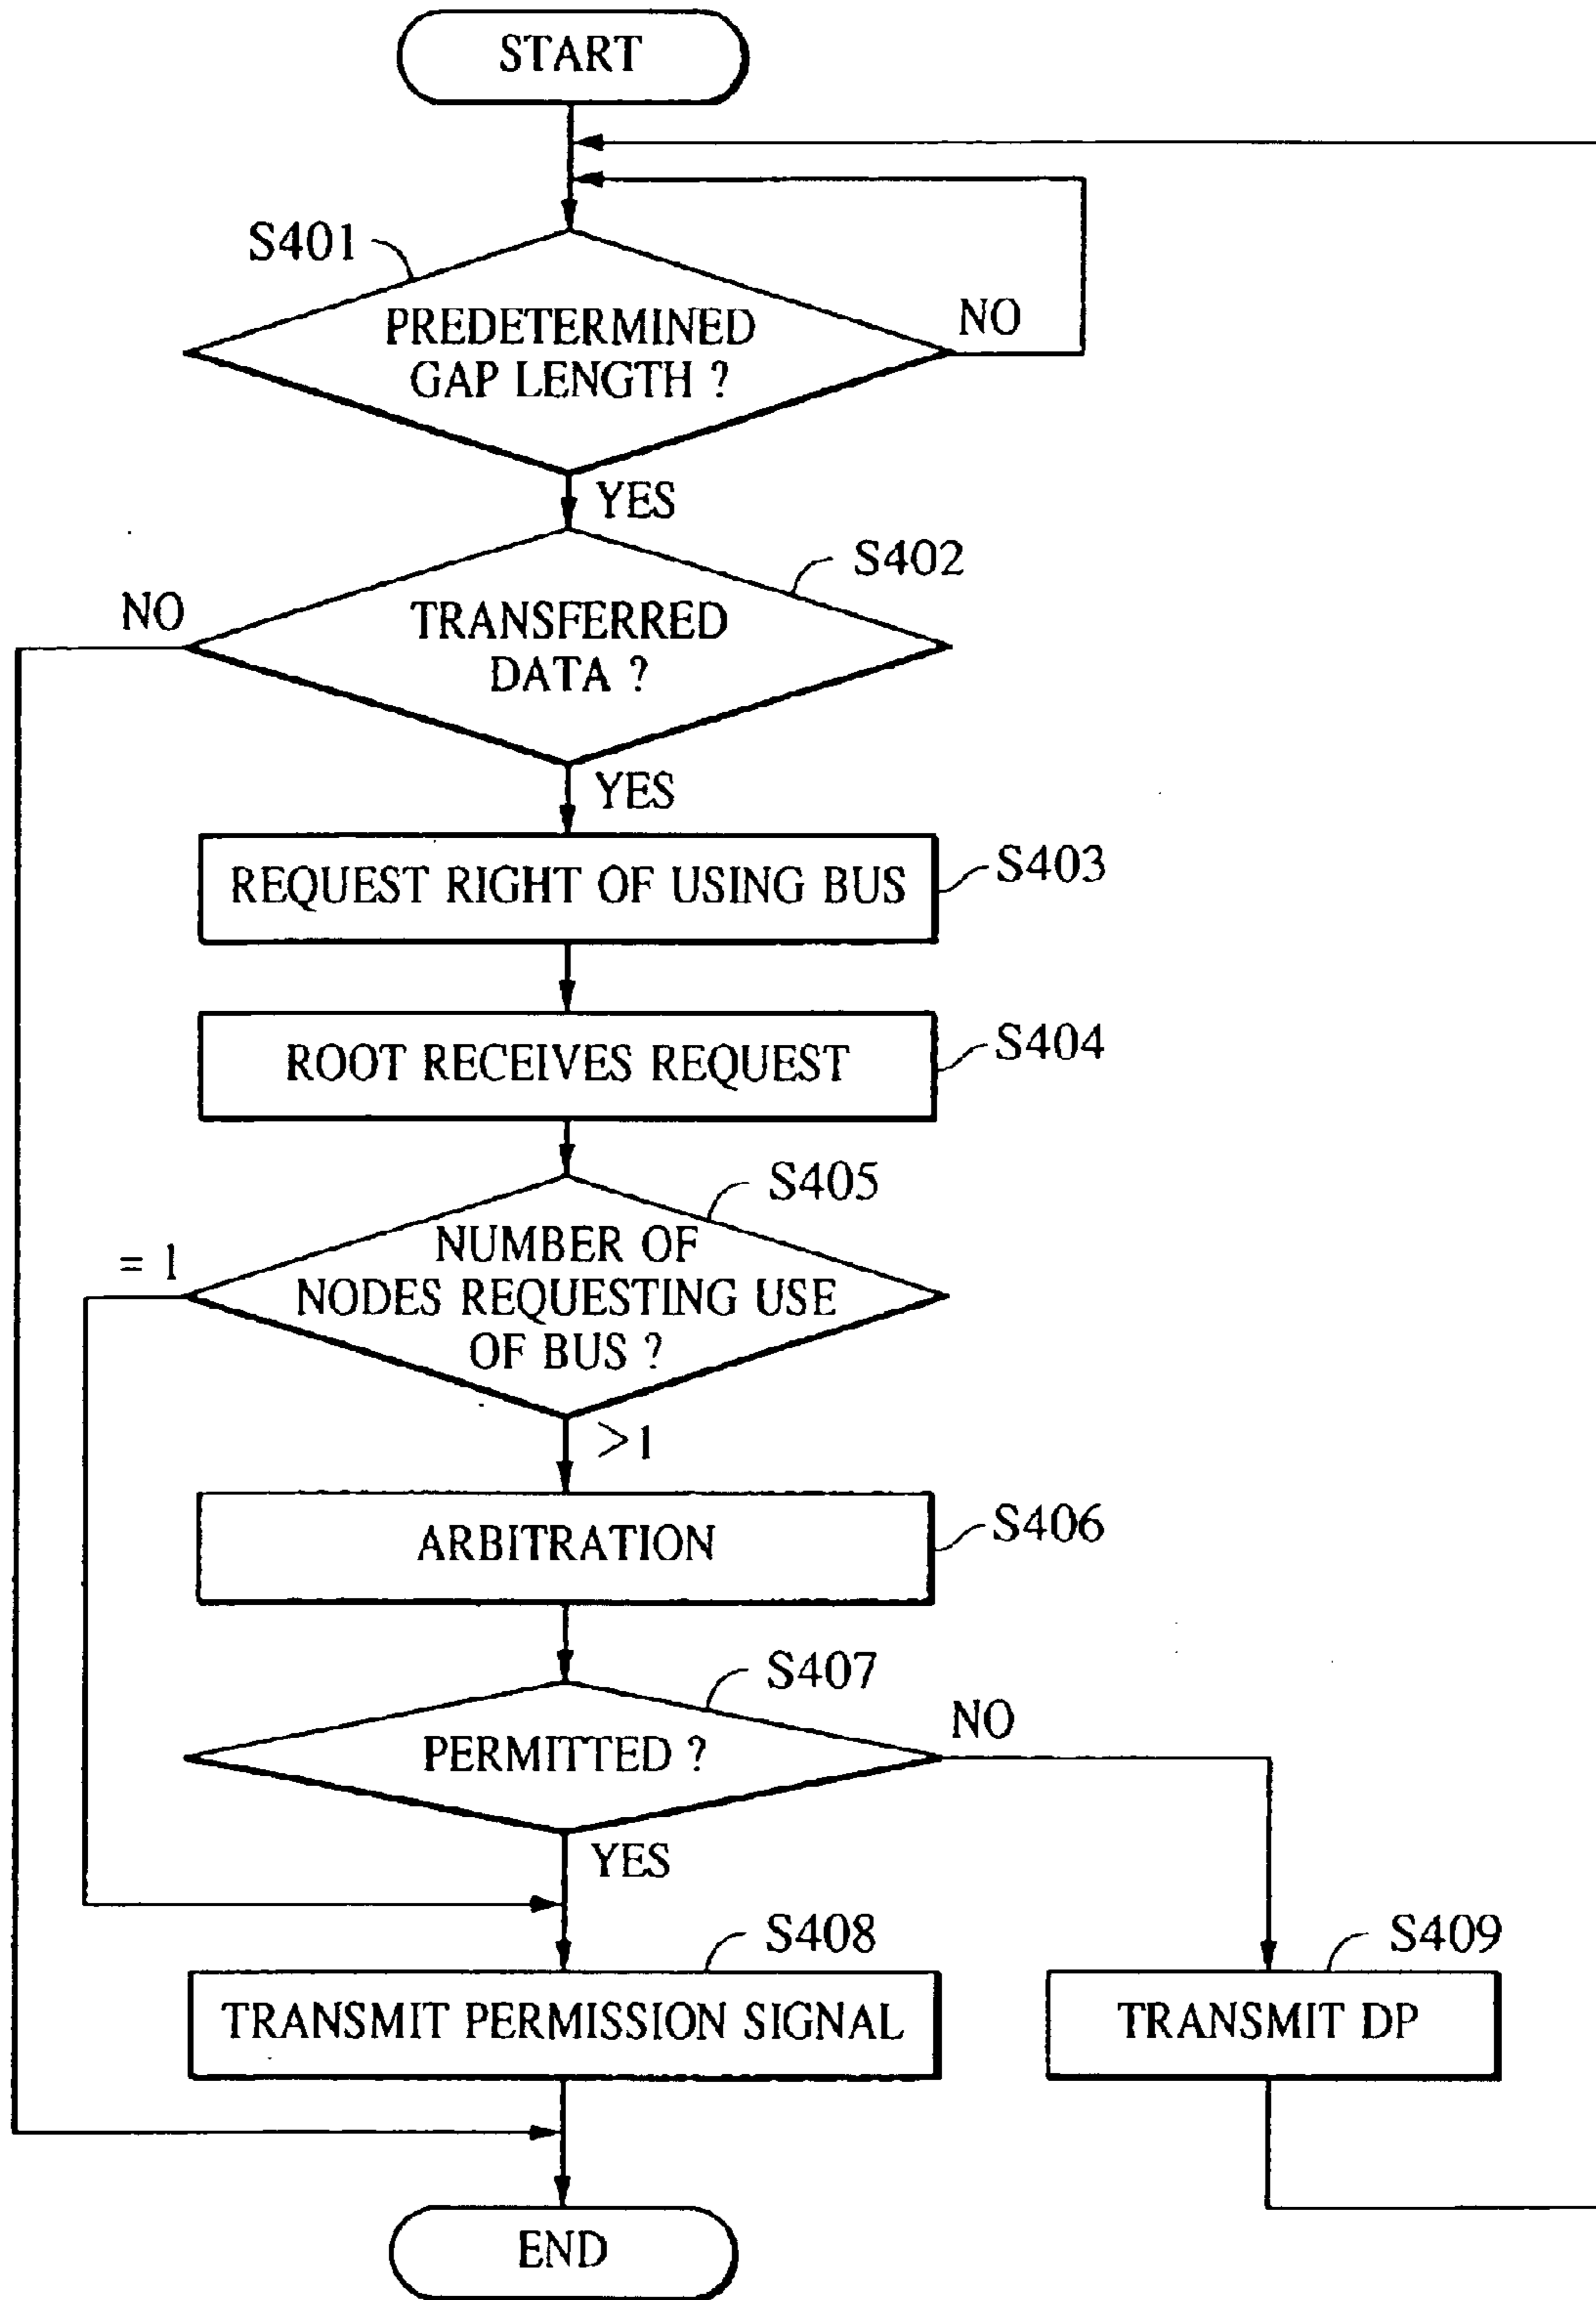 START
S401
PREDETERMINED
GAP LENGTH ?
NO
YES
S402
NO
TRANSFERRED
DATA ?
YES
REQUEST RIGHT OF USING BUS
S403
ROOT RECEIVES REQUEST
S404
S405
= 1
NUMBER OF
NODES REQUESTING USE
OF BUS ?
>1
ARBITRATION
S406
S407
PERMITTED ?
NO
YES
S408
S409
TRANSMIT PERMISSION SIGNAL
TRANSMIT DP
END